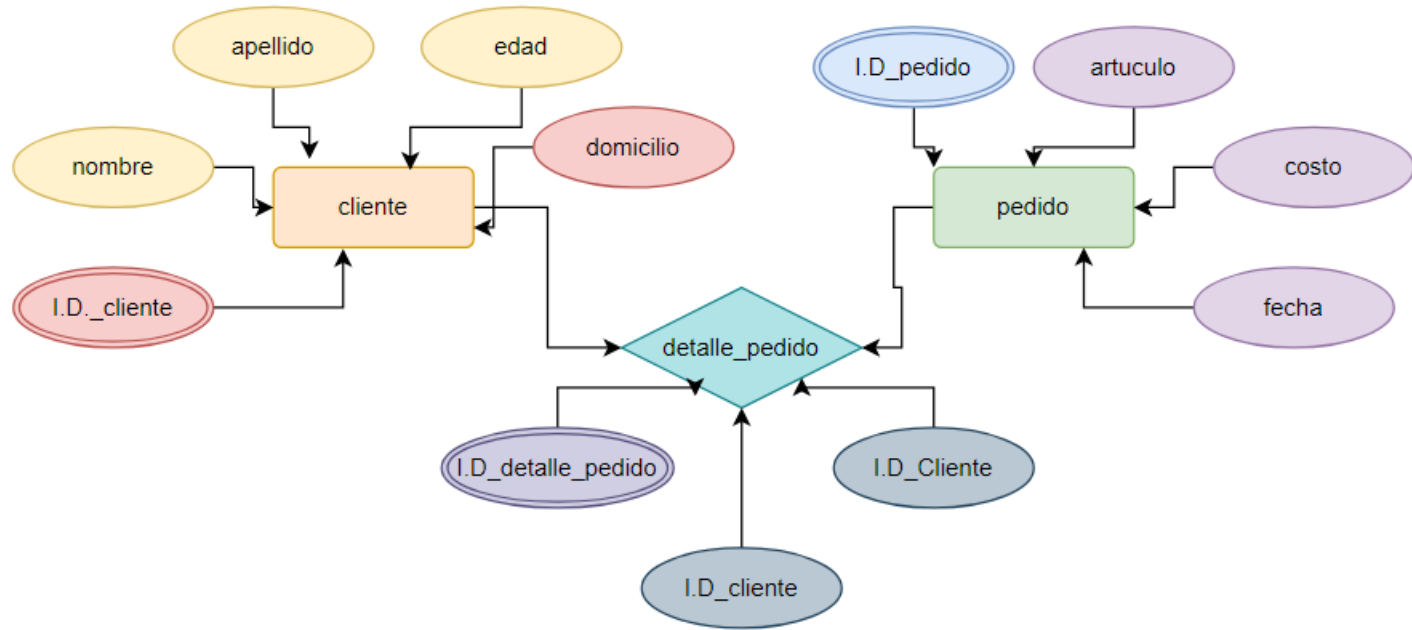 apellido
edad
I.D_pedido
artuculo
nombre
domicilio
costo
cliente
pedido
I.D._cliente
fecha
detalle_pedido
I.D_detalle_pedido
I.D_Cliente
I.D_cliente